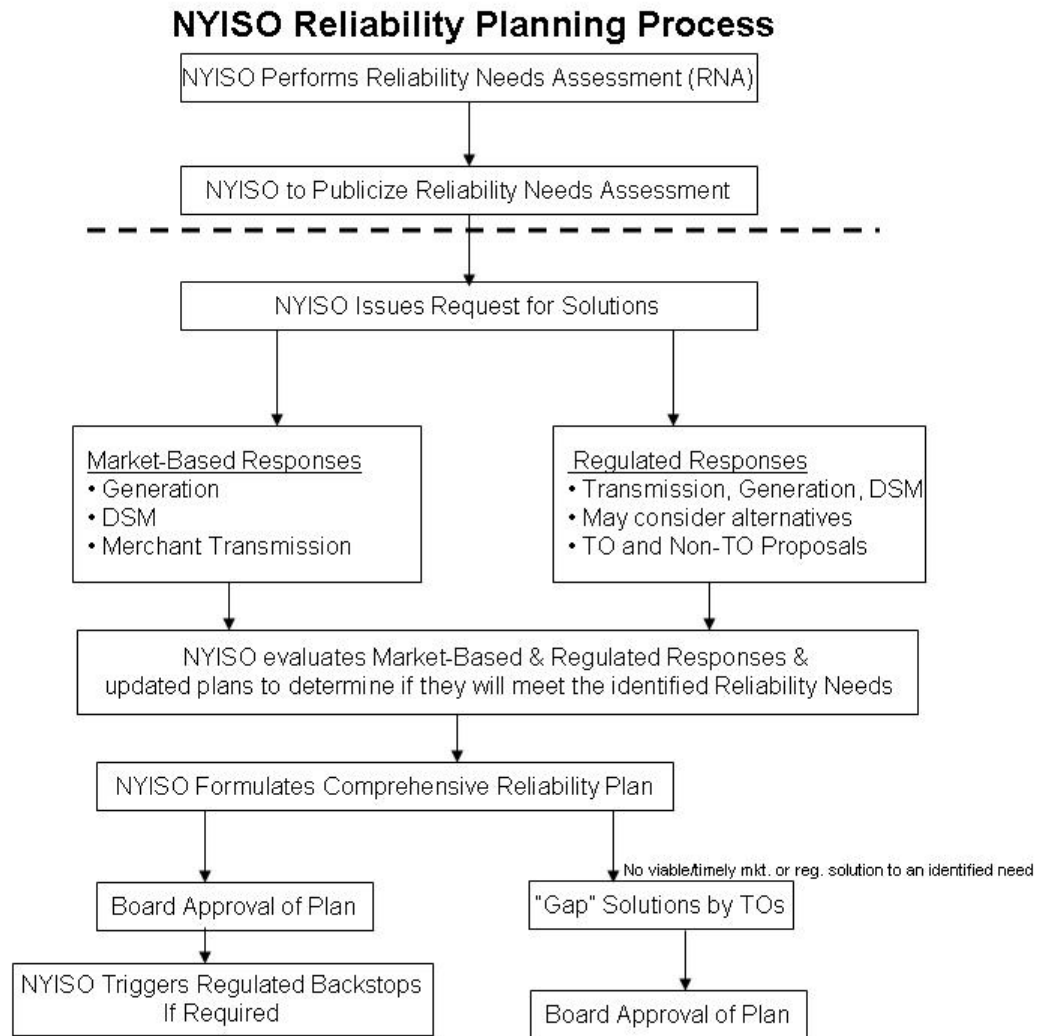 NYISO Reliability Planning Process
NYISO Performs Reliability Needs Assessment (RNA)
NYISO to Publicize Reliability Needs Assessment
NYISO Issues Request for Solutions
Market-Based Responses
• Generation
• DSM
• Merchant Transmission
Regulated Responses
• Transmission, Generation, DSM
• May consider alternatives
• TO and Non-TO Proposals
NYISO evaluates Market-Based & Regulated Responses &
updated plans to determine if they will meet the identified Reliability Needs
NYISO Formulates Comprehensive Reliability Plan
No viable/timely mkt. or reg. solution to an identified need
Board Approval of Plan
"Gap" Solutions by TOs
NYISO Triggers Regulated Backstops
If Required
Board Approval of Plan